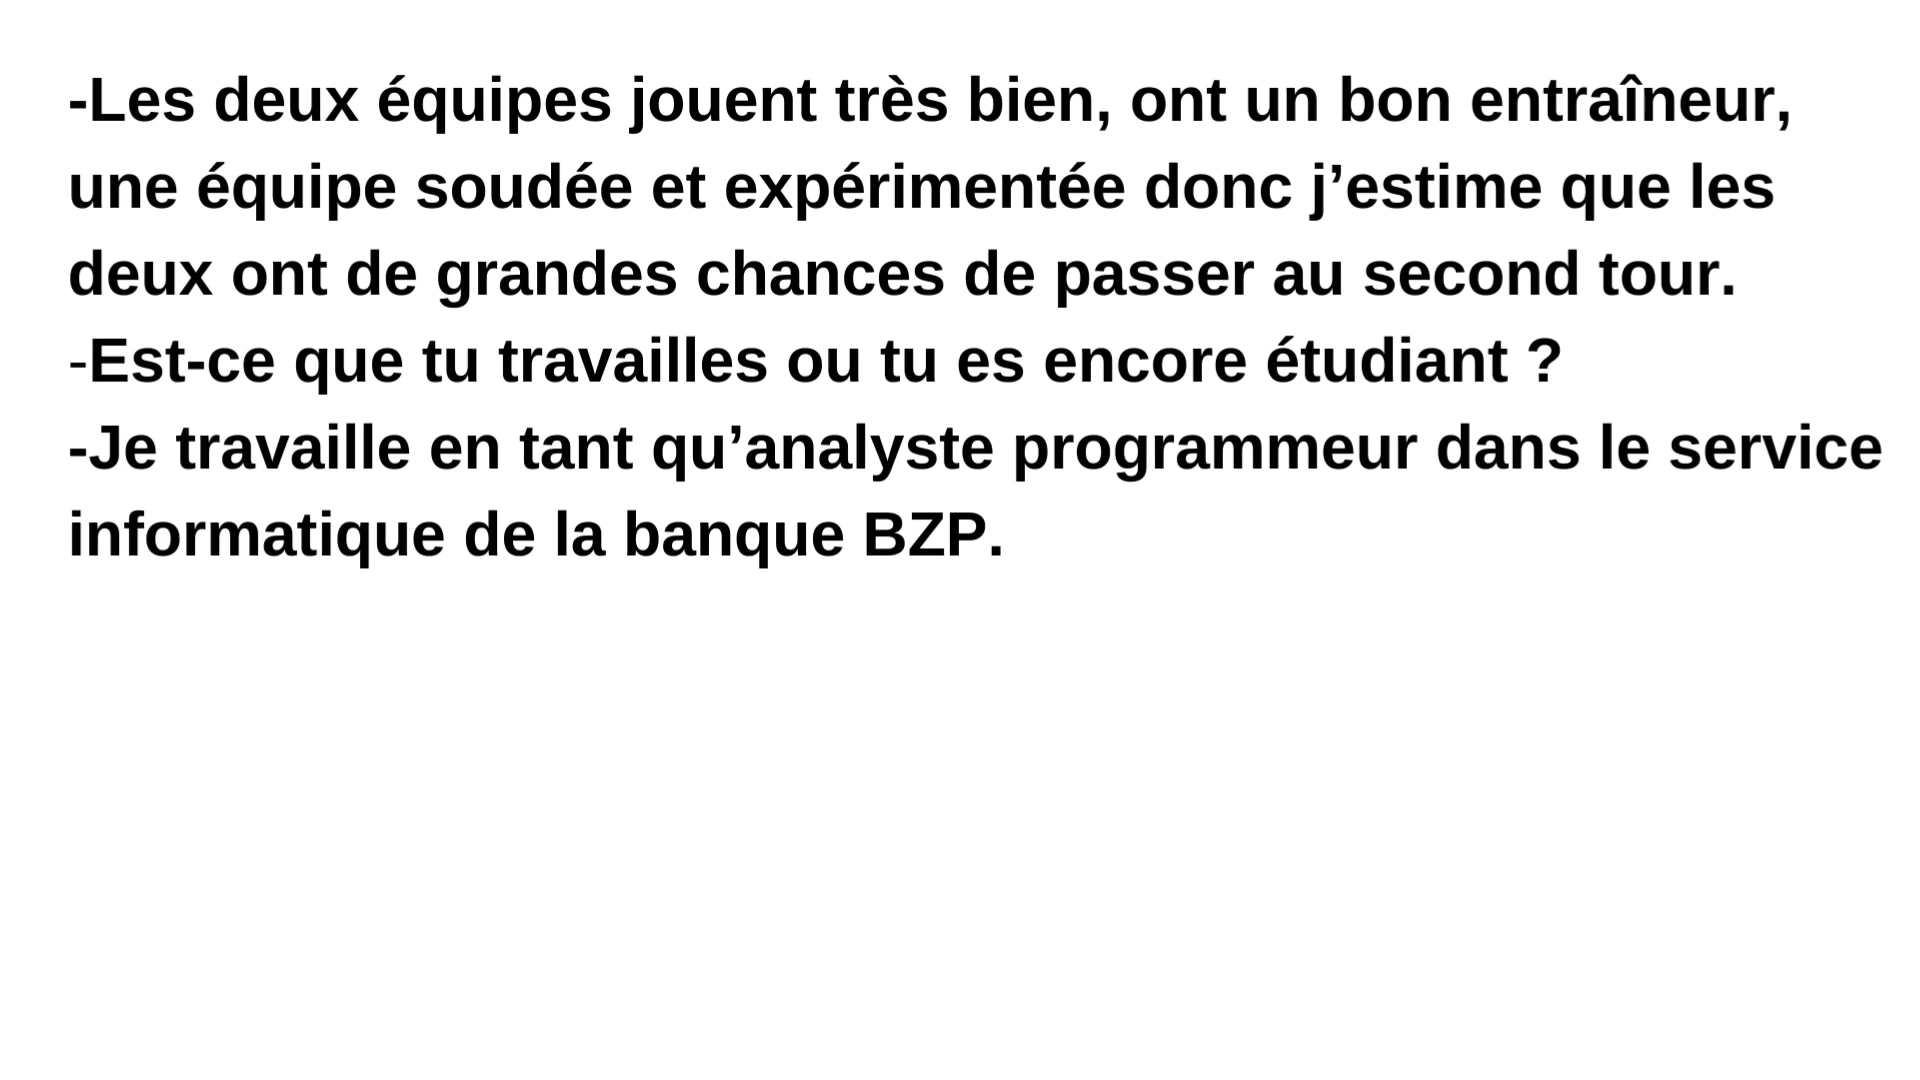 -Les deux équipes jouent très bien, ont un bon entraîneur,
une équipe soudée et expérimentée donc j’estime que les
deux ont de grandes chances de passer au second tour.
-Est-ce que tu travailles ou tu es encore étudiant ?
-Je travaille en tant qu’analyste programmeur dans le service
informatique de la banque BZP.